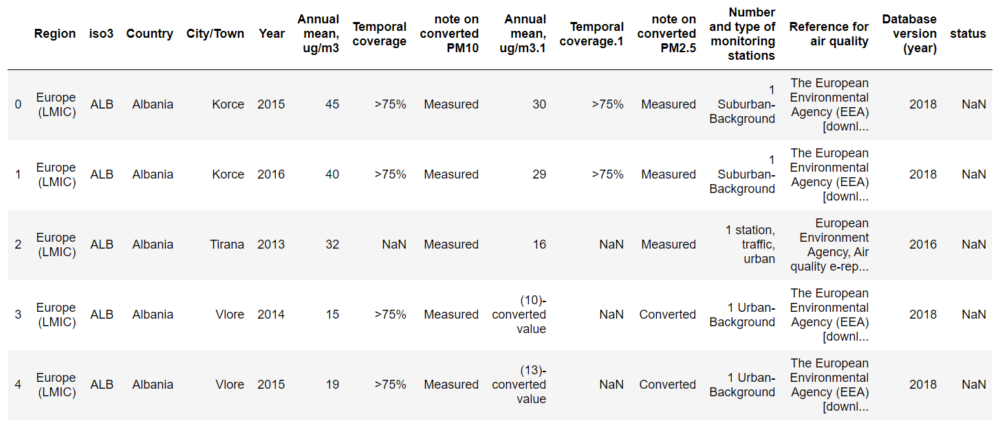 Region iso3 Country City/Town Year Annual mean, ug/m3 Temporal coverage note on converted PM10 Annual mean, ug/m3.1 Temporal coverage.1 note on converted PM2.5 Number and type of monitoring stations Reference for air quality Database version (year) status
0 Europe (LMIC) ALB Albania Korce 2015 45 >75% Measured 30 >75% Measured 1 Suburban-Background The European Environmental Agency (EEA) [downl... 2018 NaN
1 Europe (LMIC) ALB Albania Korce 2016 40 >75% Measured 29 >75% Measured 1 Suburban-Background The European Environmental Agency (EEA) [downl... 2018 NaN
2 Europe (LMIC) ALB Albania Tirana 2013 32 NaN Measured 16 NaN Measured 1 station, traffic, urban European Environment Agency, Air quality e-rep... 2016 NaN
3 Europe (LMIC) ALB Albania Vlore 2014 15 >75% Measured (10)-converted value NaN Converted 1 Urban-Background The European Environmental Agency (EEA) [downl... 2018 NaN
4 Europe (LMIC) ALB Albania Vlore 2015 19 >75% Measured (13)-converted value NaN Converted 1 Urban-Background The European Environmental Agency (EEA) [downl... 2018 NaN